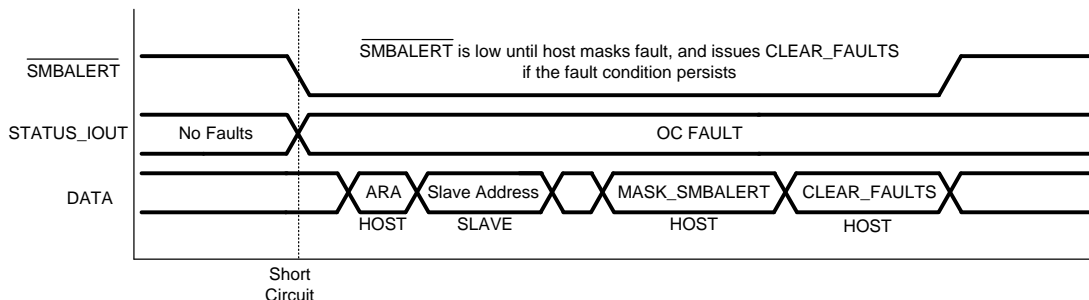 SMBALERT
SMBALERT is low until host masks fault, and issues CLEAR_FAULTS
if the fault condition persists
STATUS_IOUT
No Faults
OC FAULT
DATA
ARA
Slave Address
MASK_SMBALERT
CLEAR_FAULTS
HOST
SLAVE
HOST
HOST
Short
Circuit